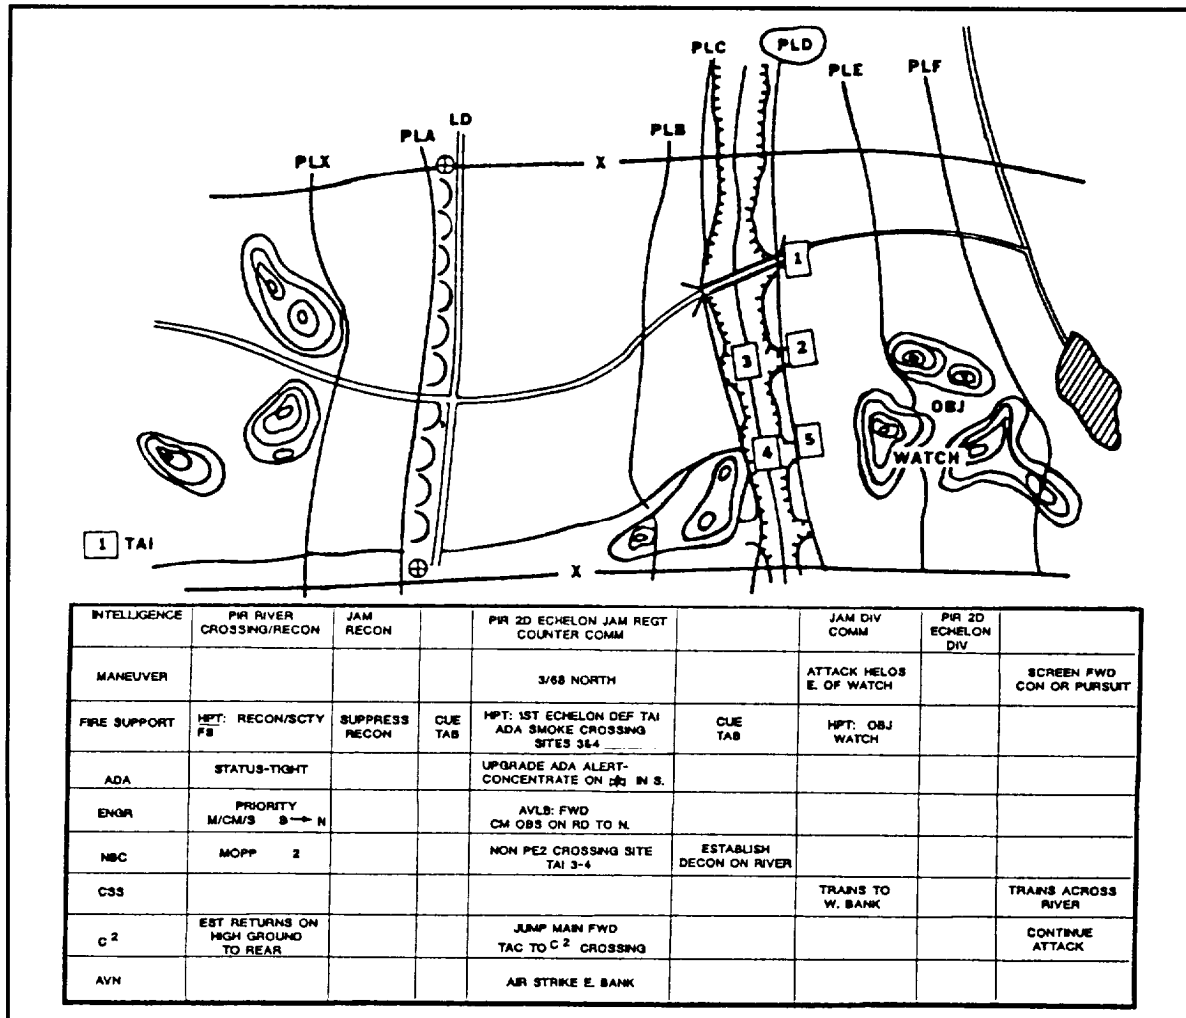 PLC
PLD
PLE
PLF
LD
PLA
PLB
PLX
X
1
2
3
OBJ
5
4
WATCH
1 TAI
X
INTELLIGENCE
PIR RIVER
CROSSING/RECON
JAM
RECON
PIR 2D ECHELON JAM REGT
COUNTER COMM
JAM DIV
COMM
PIR 2D
ECHELON
DIV
MANEUVER
3/68 NORTH
ATTACK HELOS
E. OF WATCH
SCREEN FWD
CON OR PURSUIT
FIRE SUPPORT
HPT: RECON/SCTY
FS
SUPPRESS
RECON
CUE
TAB
HPT: 1ST ECHELON DEF TAI
ADA SMOKE CROSSING
SITES 3&4
CUE
TAB
HPT: OBJ
WATCH
ADA
STATUS-TIGHT
UPGRADE ADA ALERT-
CONCENTRATE ON IN S.
ENGR
PRIORITY
M/CM/S S → N
AVLB: FWD
CM OBS ON RD TO N.
NBC
MOPP 2
NON PE2 CROSSING SITE
TAI 3-4
ESTABLISH
DECON ON RIVER
CSS
TRAINS TO
W. BANK
TRAINS ACROSS
RIVER
C 2
EST RETURNS ON
HIGH GROUND
TO REAR
JUMP MAIN FWD
TAC TO C 2 CROSSING
CONTINUE
ATTACK
AVN
AIR STRIKE E. BANK